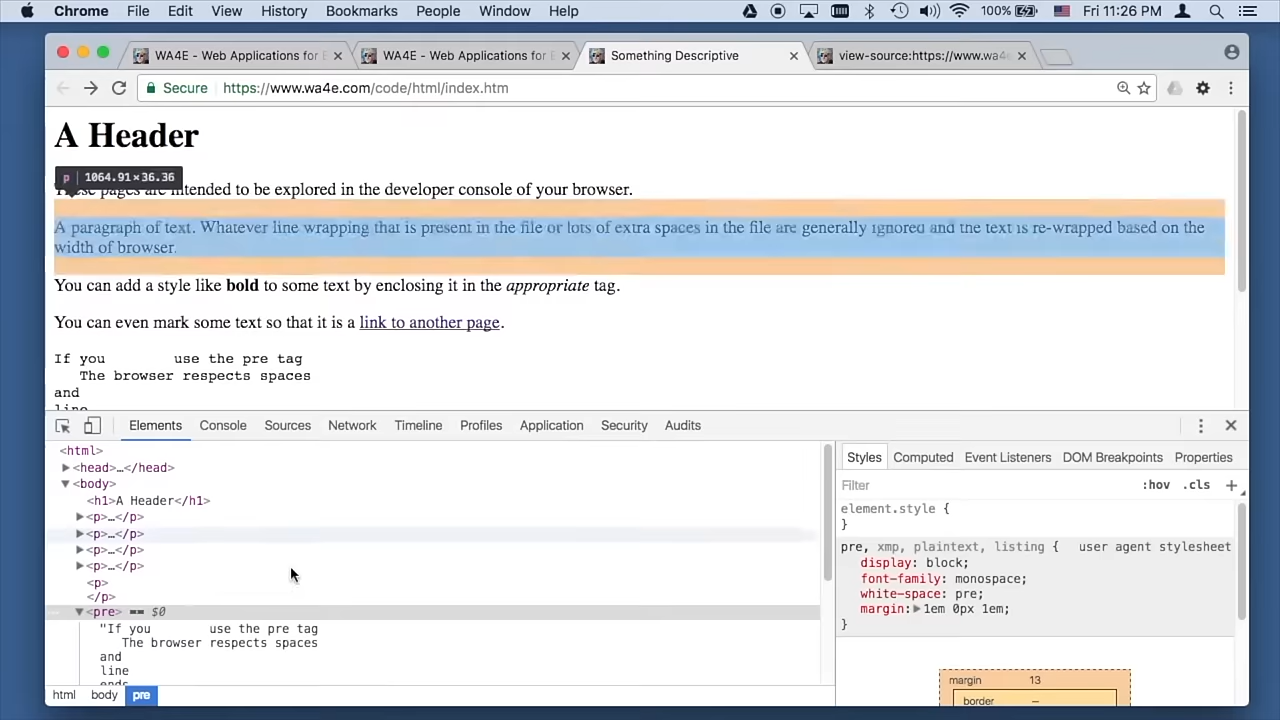 Chrome File Edit View History Bookmarks People Window Help 100% Fri 11:26 PM
WA4E - Web Applications for E WA4E - Web Applications for E Something Descriptive view-source:https://www.wa4e
Secure https://www.wa4e.com/code/html/index.htm
A Header
p 1064.91×36.36
These pages are intended to be explored in the developer console of your browser.
A paragraph of text. Whatever line wrapping that is present in the file or lots of extra spaces in the file are generally ignored and the text is re-wrapped based on the
width of browser.
You can add a style like bold to some text by enclosing it in the appropriate tag.
You can even mark some text so that it is a link to another page.
If you        use the pre tag
   The browser respects spaces
and
line
Elements Console Sources Network Timeline Profiles Application Security Audits
<html>
<head>…</head>
<body>
<h1>A Header</h1>
<p>…</p>
<p>…</p>
<p>…</p>
<p>…</p>
<p>
</p>
<pre> == $0
"If you        use the pre tag
   The browser respects spaces
and
line
ends
html body pre
Styles Computed Event Listeners DOM Breakpoints Properties
Filter :hov .cls +
element.style {
}
pre, xmp, plaintext, listing { user agent stylesheet
display: block;
font-family: monospace;
white-space: pre;
margin: 1em 0px 1em;
}
margin 13
border –